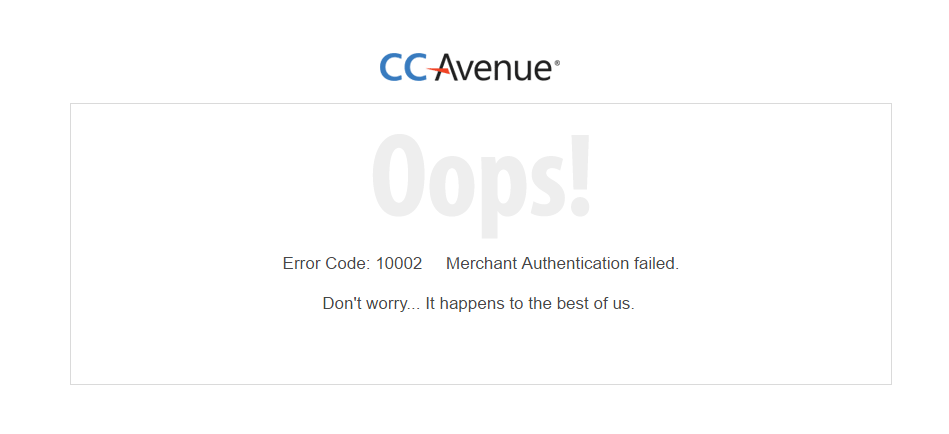 CCAvenue®
Oops!
Error Code: 10002 Merchant Authentication failed.
Don't worry... It happens to the best of us.